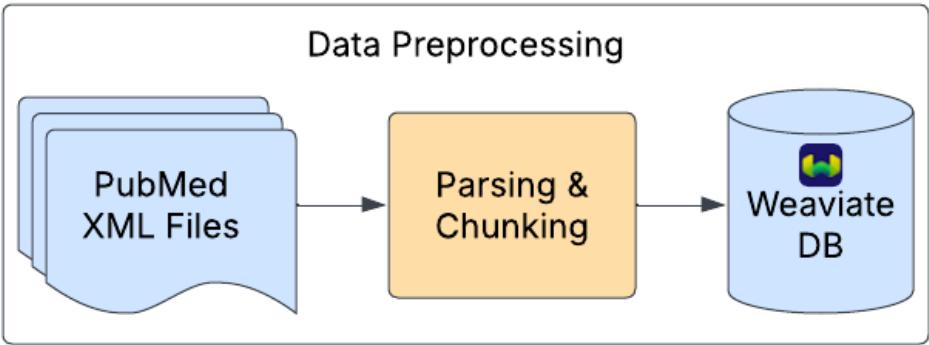 Data Preprocessing
PubMed
XML Files
Parsing &
Chunking
Weaviate
DB